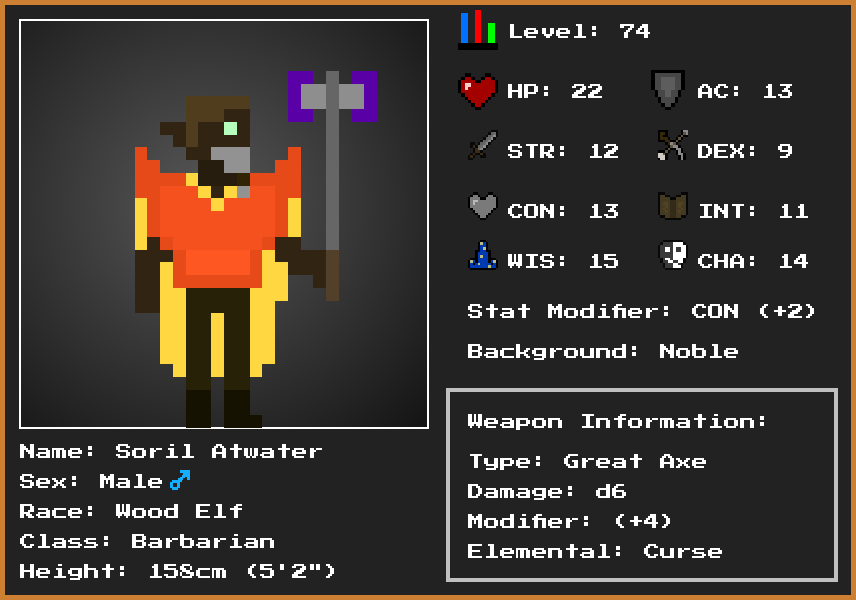 Level: 74
HP: 22
AC: 13
STR: 12
DEX: 9
CON: 13
INT: 11
WIS: 15
CHA: 14
Stat Modifier: CON (+2)
Background: Noble
Weapon Information:
Type: Great Axe
Damage: d6
Modifier: (+4)
Elemental: Curse
Name: Soril Atwater
Sex: Male ♂
Race: Wood Elf
Class: Barbarian
Height: 158cm (5'2")